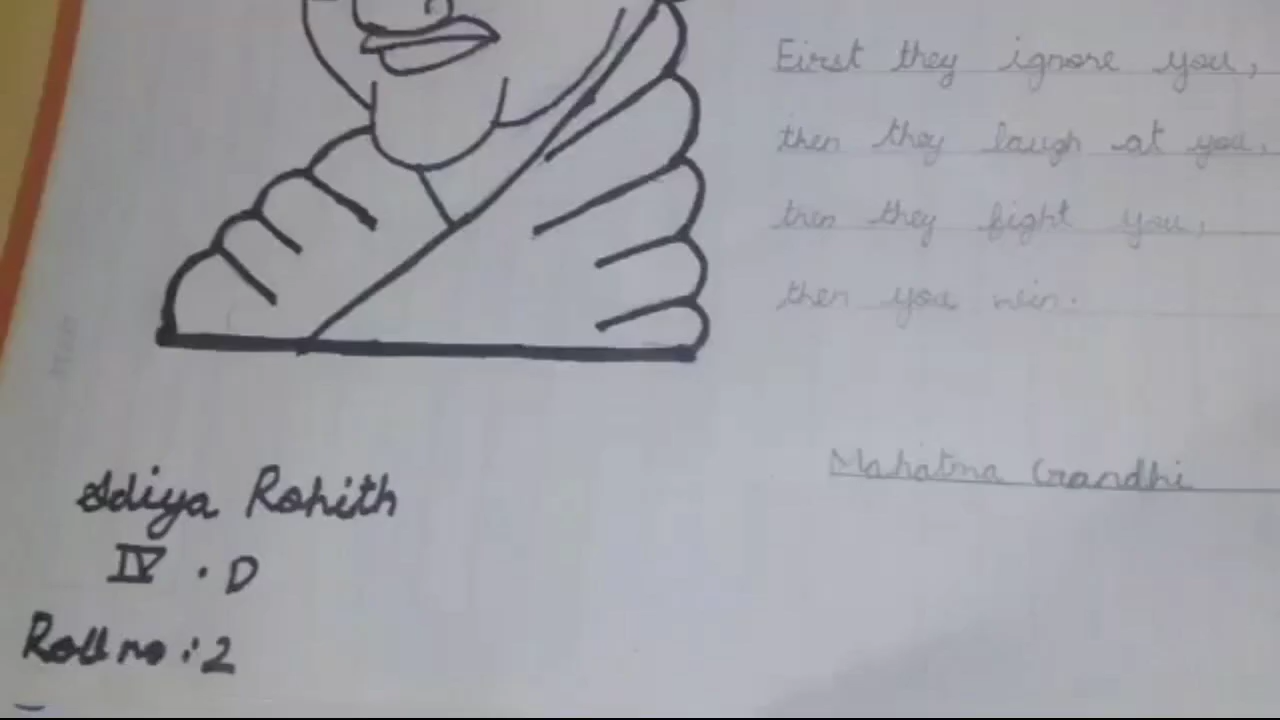 First they ignore you,
then they laugh at you,
then they fight you,
then you win.
Mahatma Gandhi
Adiya Rohith
IV . D
Roll no : 2